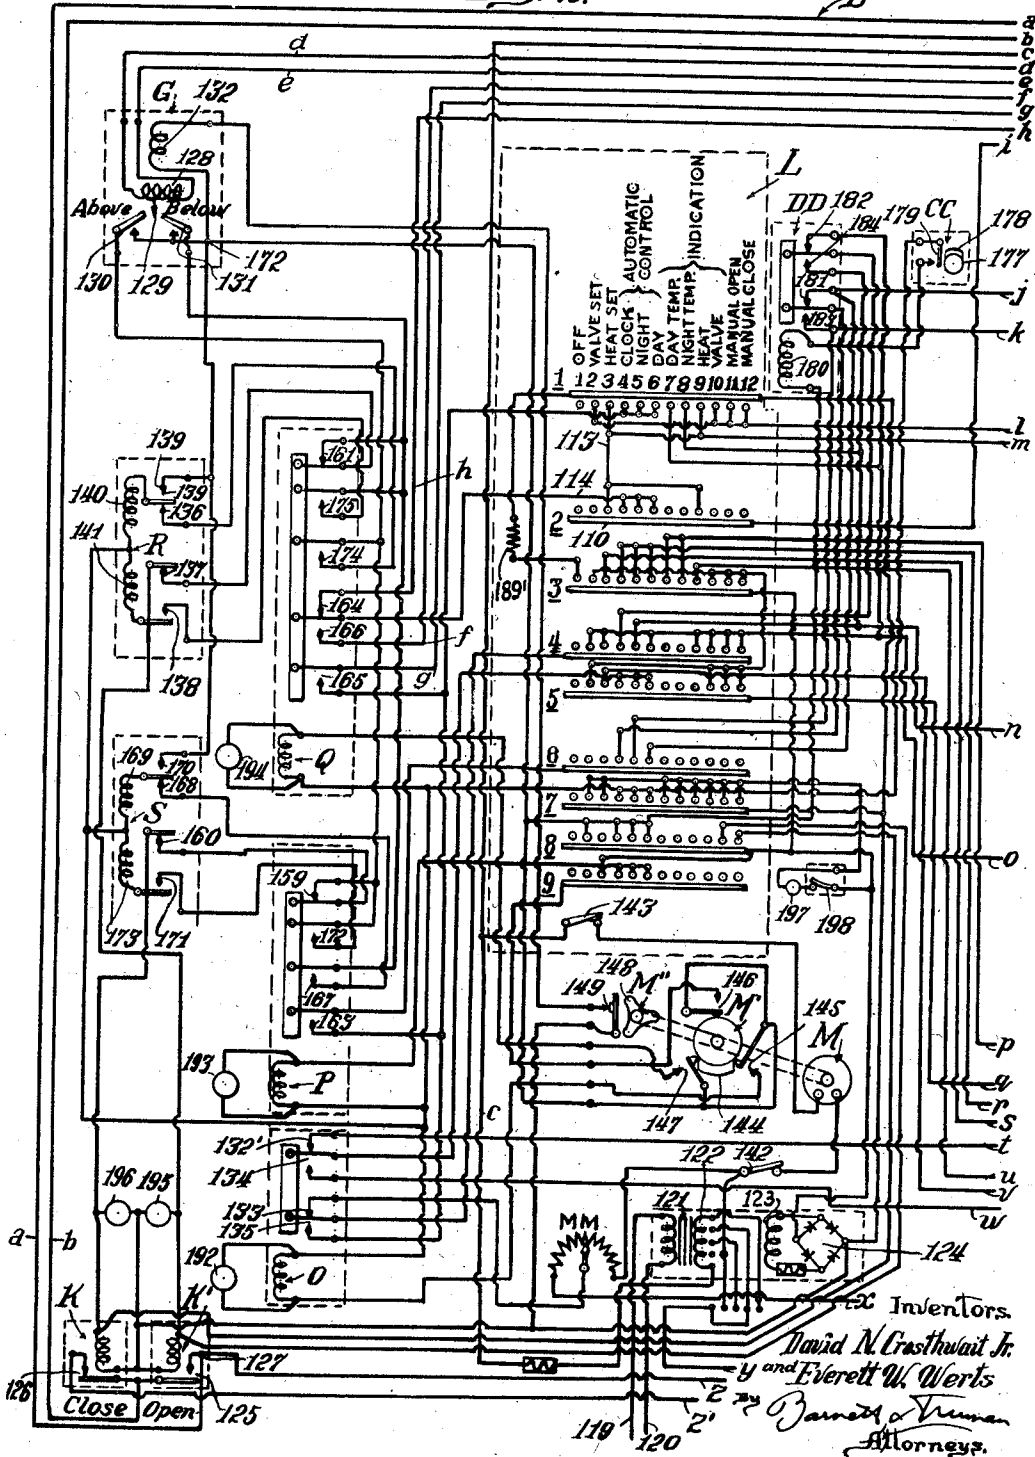 a
b
c
d
e
f
g
h
d
e
G
132
128
Above
Below
130
129
131
172
i
L
DD
182
184
179
CC
178
177
181
183
180
j
k
AUTOMATIC
CONTROL
INDICATION
OFF
VALVE SET
HEAT SET
CLOCK
NIGHT
DAY
DAY TEMP.
NIGHT TEMP.
HEAT
VALVE
MANUAL OPEN
MANUAL CLOSE
1 2 3 4 5 6 7 8 9 10 11 12
1
l
m
115
114
2
110
189'
3
4
5
6
7
8
9
139
140
139
136
141
R
137
138
161
h
175
174
164
166
f
g
165
194
Q
n
169
170
168
S
160
173
171
159
172
167
163
193
P
o
197
198
143
148
149
M''
146
M'
145
M
147
144
c
p
q
r
s
t
u
v
w
132'
134
133
135
192
O
142
122
121
123
124
MM
196
195
a
b
K
K'
126
127
125
Close
Open
x
y
z
z'
119
120
Inventors.
David N. Crosthwait Jr.
and Everett W. Werts
By
Barnett & Truman
Attorneys.